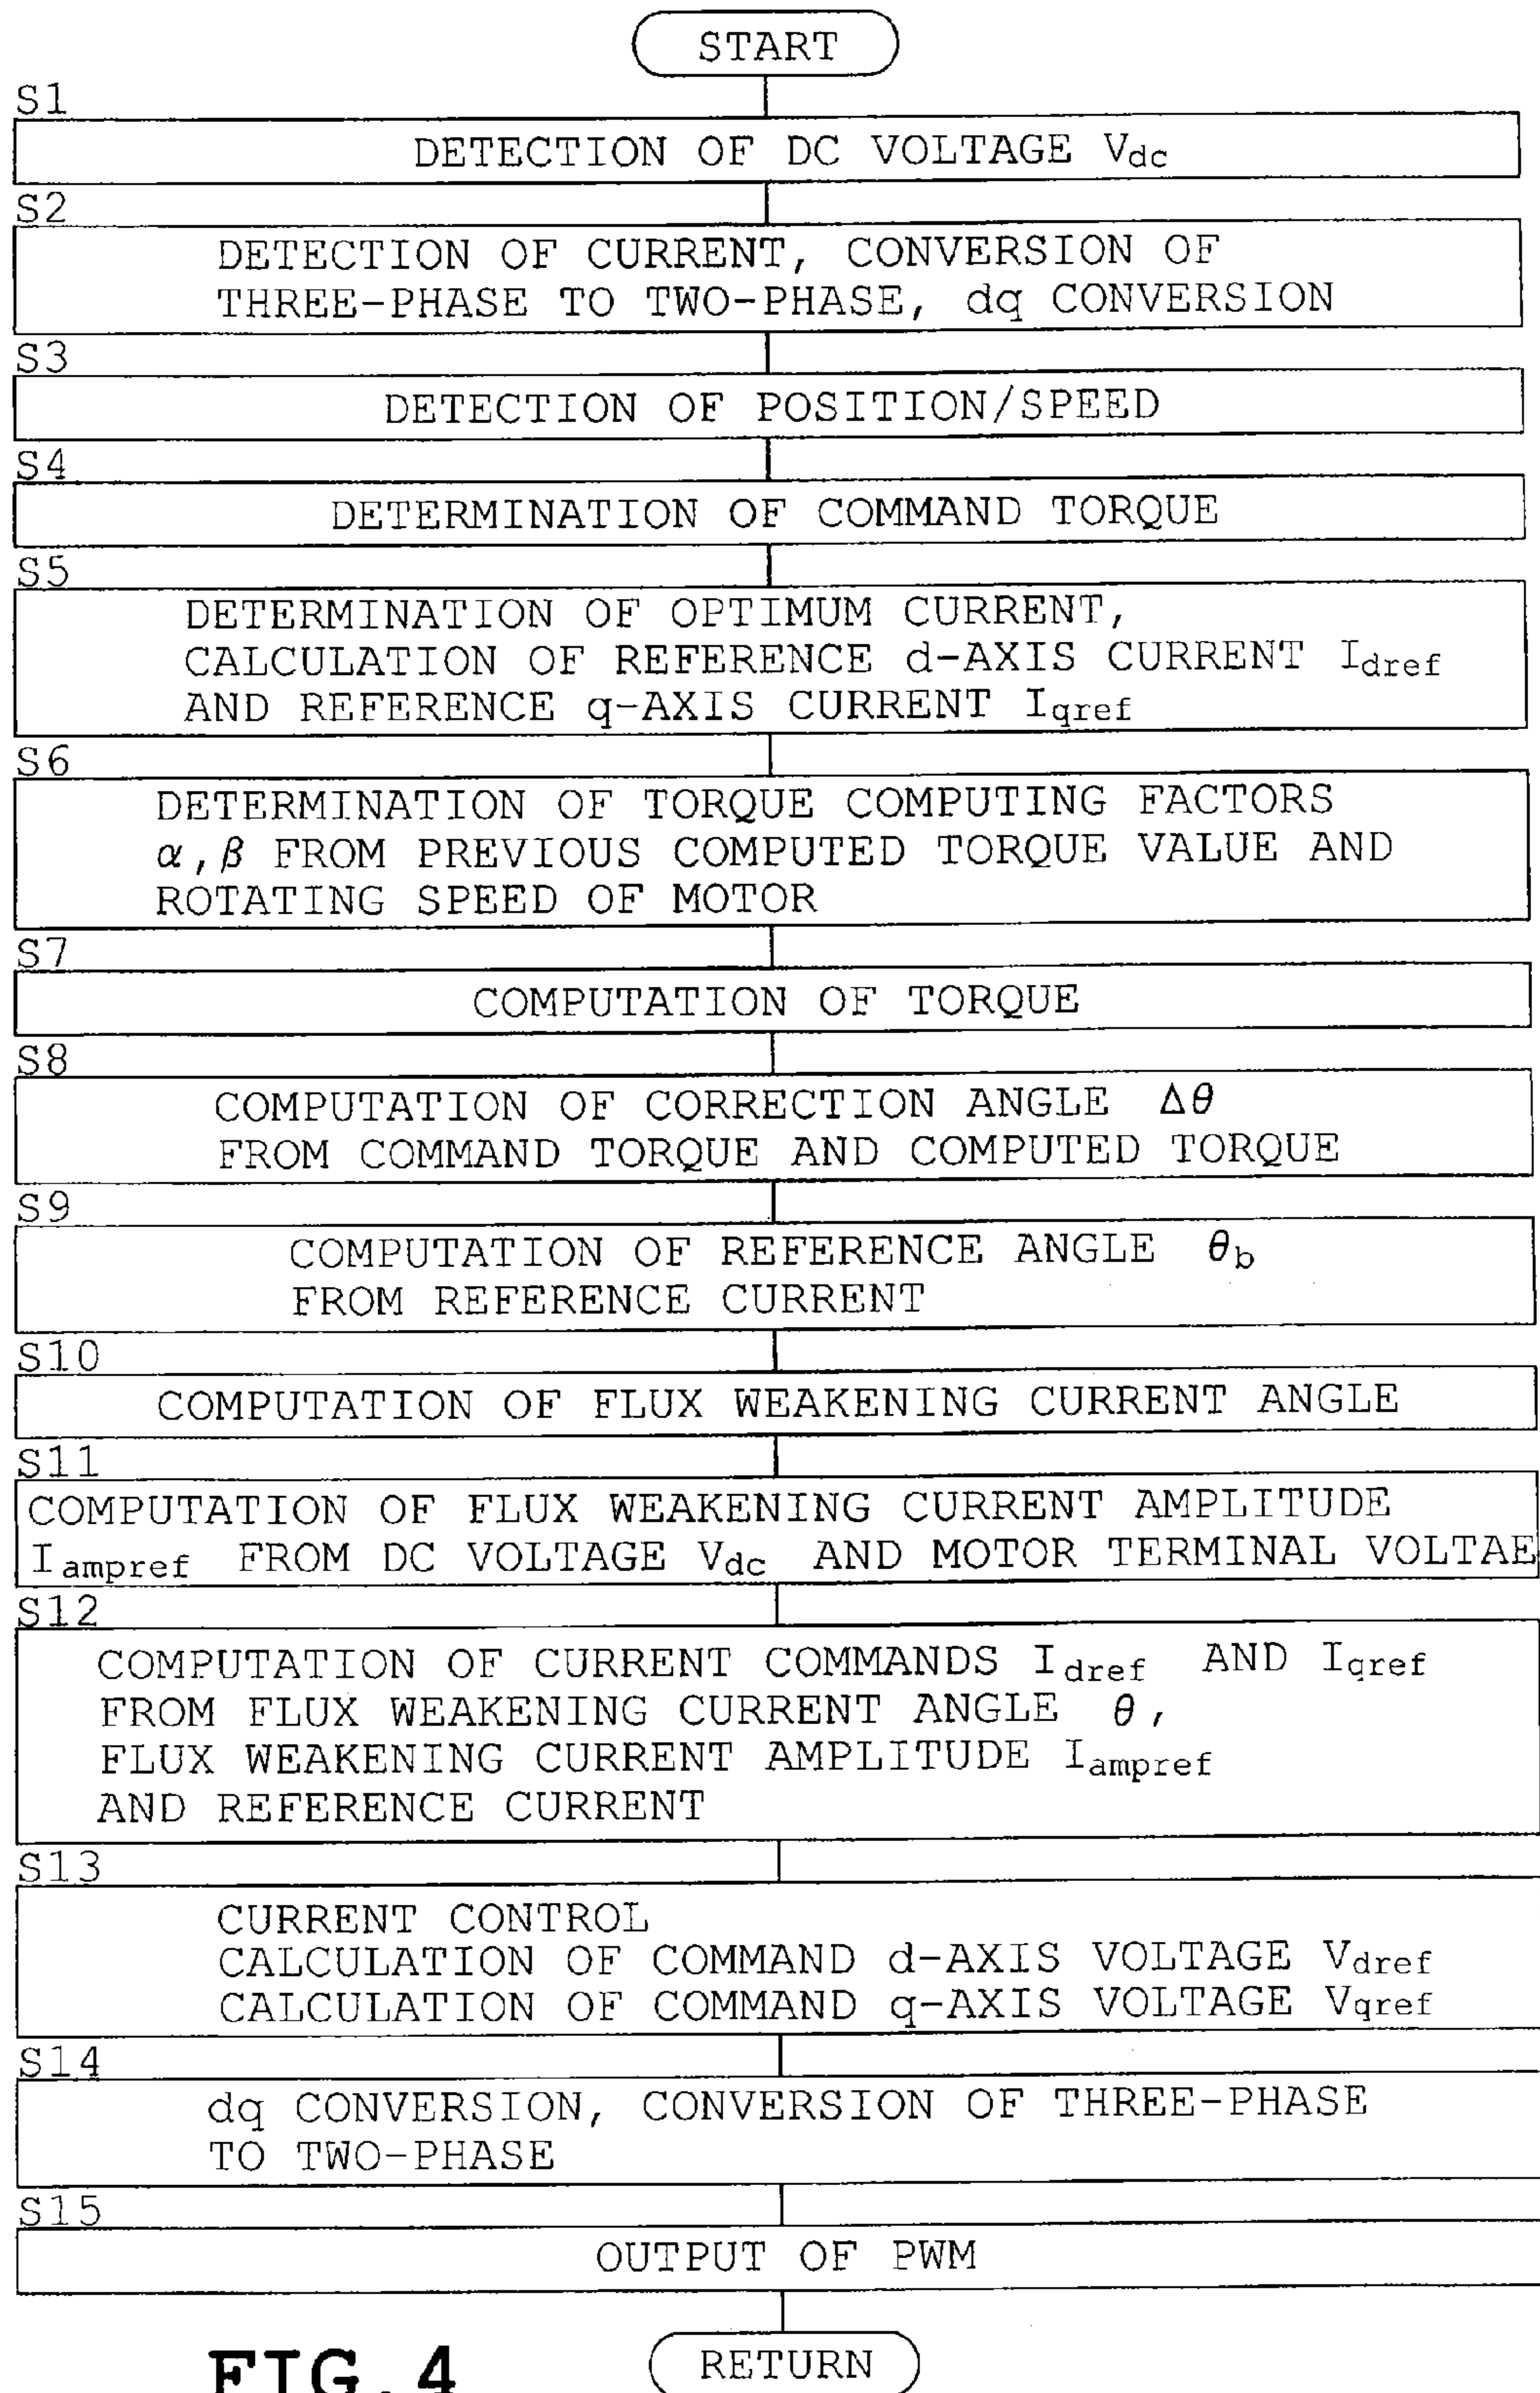 START
S1
DETECTION OF DC VOLTAGE Vdc
S2
DETECTION OF CURRENT, CONVERSION OF
THREE-PHASE TO TWO-PHASE, dq CONVERSION
S3
DETECTION OF POSITION/SPEED
S4
DETERMINATION OF COMMAND TORQUE
S5
DETERMINATION OF OPTIMUM CURRENT,
CALCULATION OF REFERENCE d-AXIS CURRENT Idref
AND REFERENCE q-AXIS CURRENT Iqref
S6
DETERMINATION OF TORQUE COMPUTING FACTORS
α,β FROM PREVIOUS COMPUTED TORQUE VALUE AND
ROTATING SPEED OF MOTOR
S7
COMPUTATION OF TORQUE
S8
COMPUTATION OF CORRECTION ANGLE Δθ
FROM COMMAND TORQUE AND COMPUTED TORQUE
S9
COMPUTATION OF REFERENCE ANGLE θb
FROM REFERENCE CURRENT
S10
COMPUTATION OF FLUX WEAKENING CURRENT ANGLE
S11
COMPUTATION OF FLUX WEAKENING CURRENT AMPLITUDE
Iampref FROM DC VOLTAGE Vdc AND MOTOR TERMINAL VOLTAE
S12
COMPUTATION OF CURRENT COMMANDS Idref AND Iqref
FROM FLUX WEAKENING CURRENT ANGLE θ,
FLUX WEAKENING CURRENT AMPLITUDE Iampref
AND REFERENCE CURRENT
S13
CURRENT CONTROL
CALCULATION OF COMMAND d-AXIS VOLTAGE Vdref
CALCULATION OF COMMAND q-AXIS VOLTAGE Vqref
S14
dq CONVERSION, CONVERSION OF THREE-PHASE
TO TWO-PHASE
S15
OUTPUT OF PWM
RETURN
FIG.4